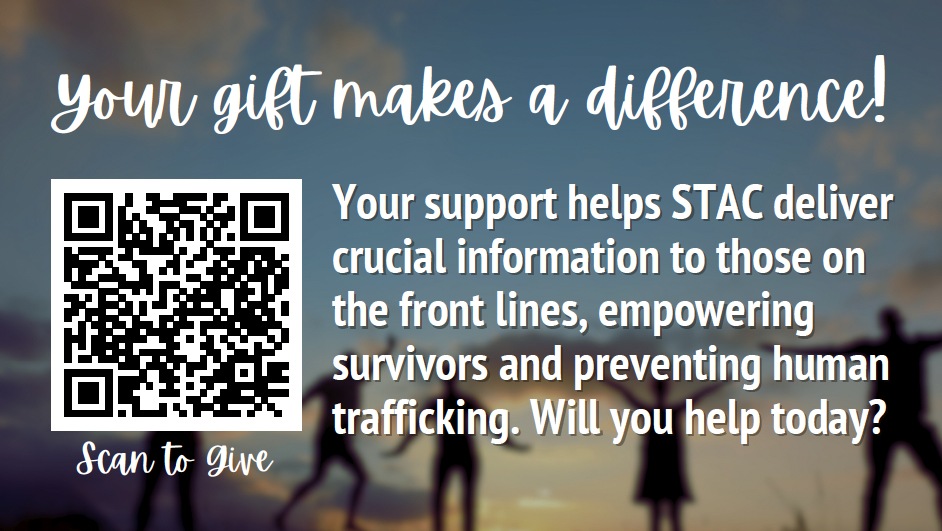 Your gift makes a difference!
Your support helps STAC deliver
crucial information to those on
the front lines, empowering
survivors and preventing human
trafficking. Will you help today?
Scan to give